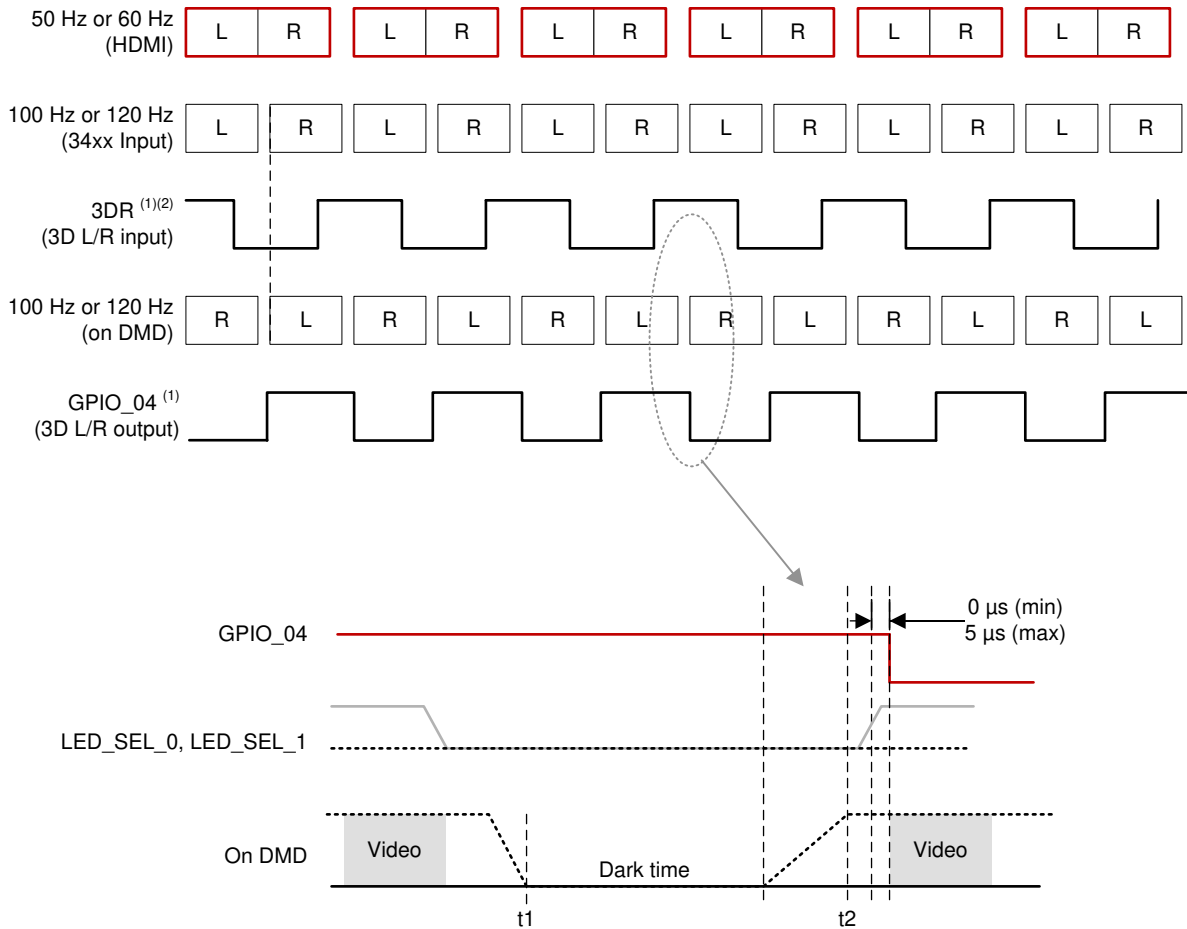 50 Hz or 60 Hz
(HDMI)
L R L R L R L R L R L R
100 Hz or 120 Hz
(34xx Input)
L R L R L R L R L R L R
3DR (1)(2)
(3D L/R input)
100 Hz or 120 Hz
(on DMD)
R L R L R L R L R L R L
GPIO_04 (1)
(3D L/R output)
0 µs (min)
5 µs (max)
GPIO_04
LED_SEL_0, LED_SEL_1
On DMD
Video
Dark time
Video
t1
t2